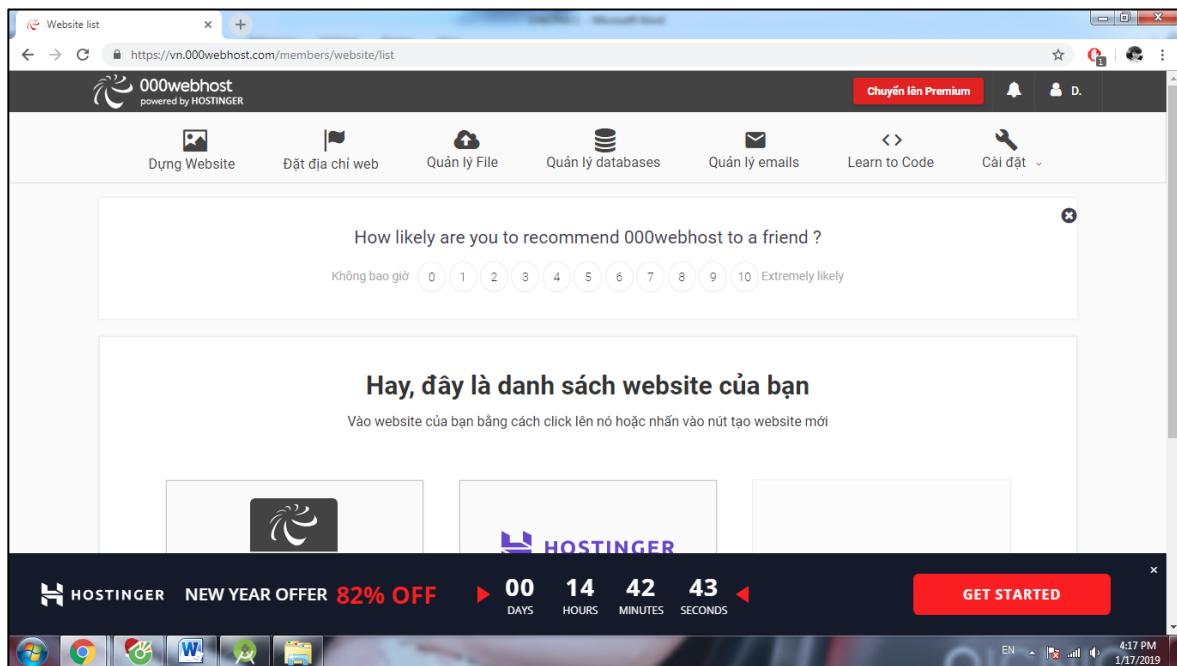 Website list
https://vn.000webhost.com/members/website/list
1
000webhost
powered by HOSTINGER
Chuyển lên Premium
D.
Dựng Website
Đặt địa chỉ web
Quản lý File
Quản lý databases
Quản lý emails
Learn to Code
Cài đặt
How likely are you to recommend 000webhost to a friend ?
Không bao giờ 0 1 2 3 4 5 6 7 8 9 10 Extremely likely
Hay, đây là danh sách website của bạn
Vào website của bạn bằng cách click lên nó hoặc nhấn vào nút tạo website mới
HOSTINGER
HOSTINGER NEW YEAR OFFER 82% OFF
00 14 42 43
DAYS HOURS MINUTES SECONDS
GET STARTED
EN
4:17 PM
1/17/2019